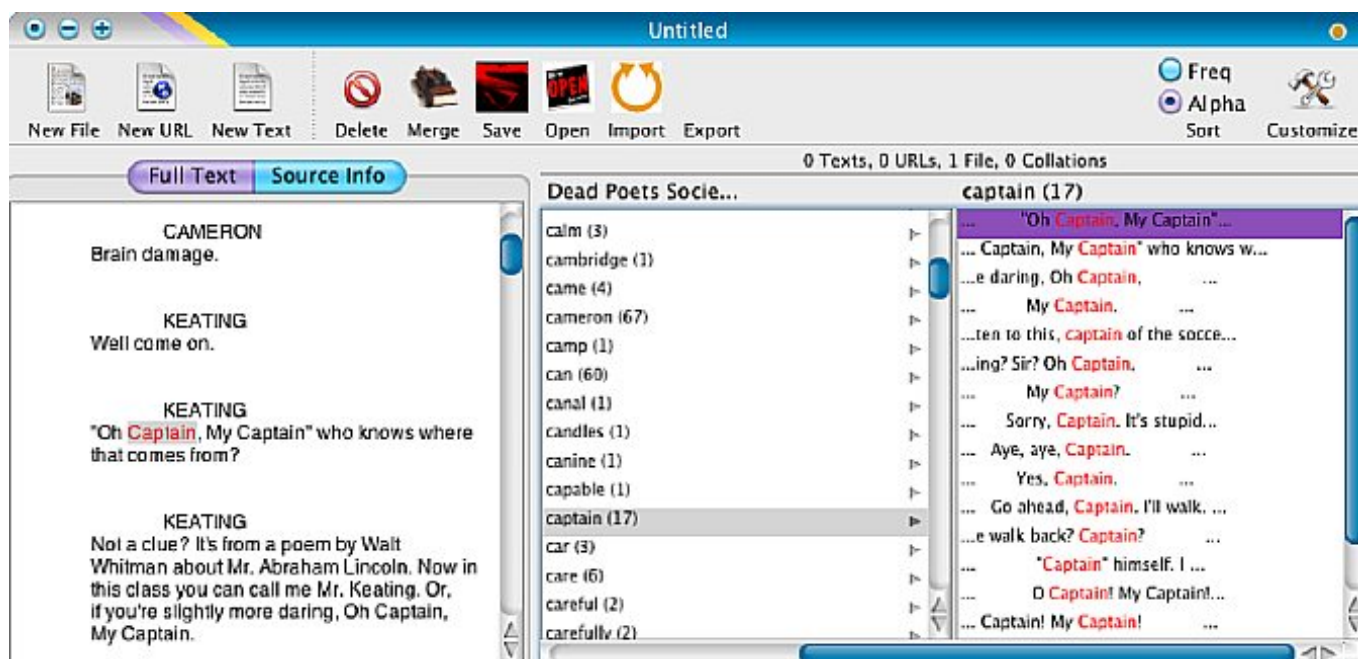 Untitled
New File New URL New Text Delete Merge Save Open Import Export
OPEN
Freq
Alpha
Sort
Customize
0 Texts, 0 URLs, 1 File, 0 Collations
Full Text Source Info
CAMERON
Brain damage.
KEATING
Well come on.
KEATING
"Oh Captain, My Captain" who knows where
that comes from?
KEATING
Not a clue? It's from a poem by Walt
Whitman about Mr. Abraham Lincoln. Now in
this class you can call me Mr. Keating. Or,
if you're slightly more daring, Oh Captain,
My Captain.
Dead Poets Socie...
calm (3)
cambridge (1)
came (4)
cameron (67)
camp (1)
can (60)
canal (1)
candles (1)
canine (1)
capable (1)
captain (17)
car (3)
care (6)
careful (2)
carefully (2)
captain (17)
... "Oh Captain, My Captain"...
... Captain, My Captain" who knows w...
...e daring, Oh Captain, ...
... My Captain. ...
...ten to this, captain of the socce...
...ing? Sir? Oh Captain, ...
... My Captain? ...
... Sorry, Captain. It's stupid...
... Aye, aye, Captain. ...
... Yes, Captain. ...
... Go ahead, Captain. I'll walk. ...
...e walk back? Captain? ...
... "Captain" himself. I ...
... O Captain! My Captain!...
... Captain! My Captain! ...